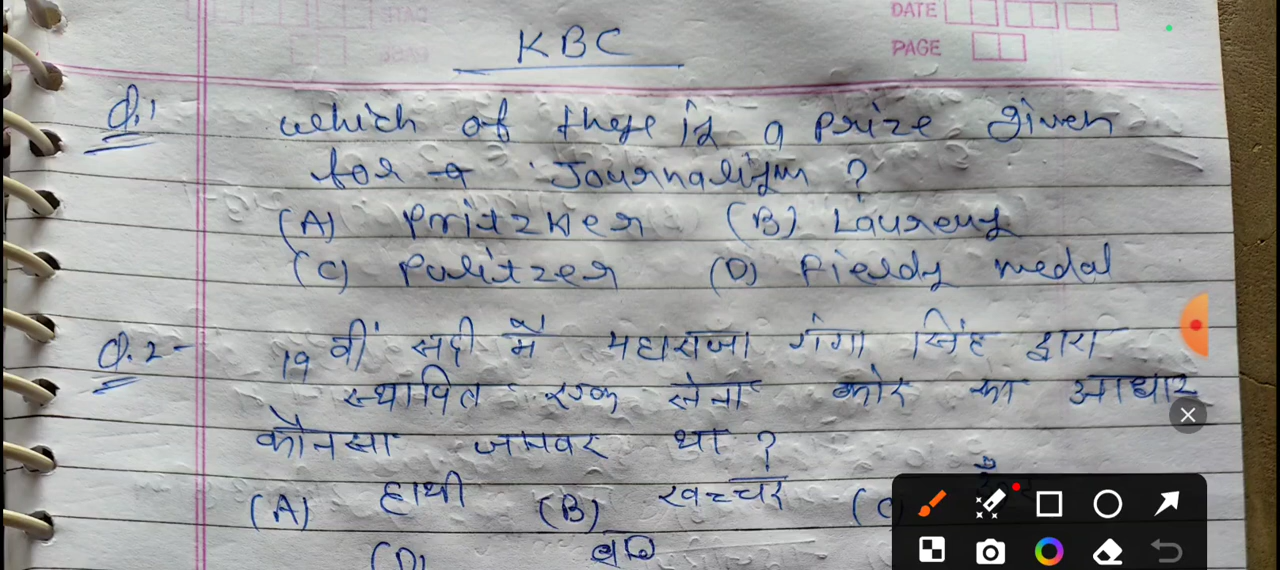 DATE
PAGE
KBC
Q.1 which of these is a prize given
for a Journalism ?
(A) Pritzker (B) Laureus
(C) Pulitzer (D) Fields medal
Q.2- 19 वीं सदी में महाराजा गंगा सिंह द्वारा
स्थापित एक सेना कोर का आधार
कौनसा जानवर था ?
(A) हाथी (B) खच्चर (C)
(D)